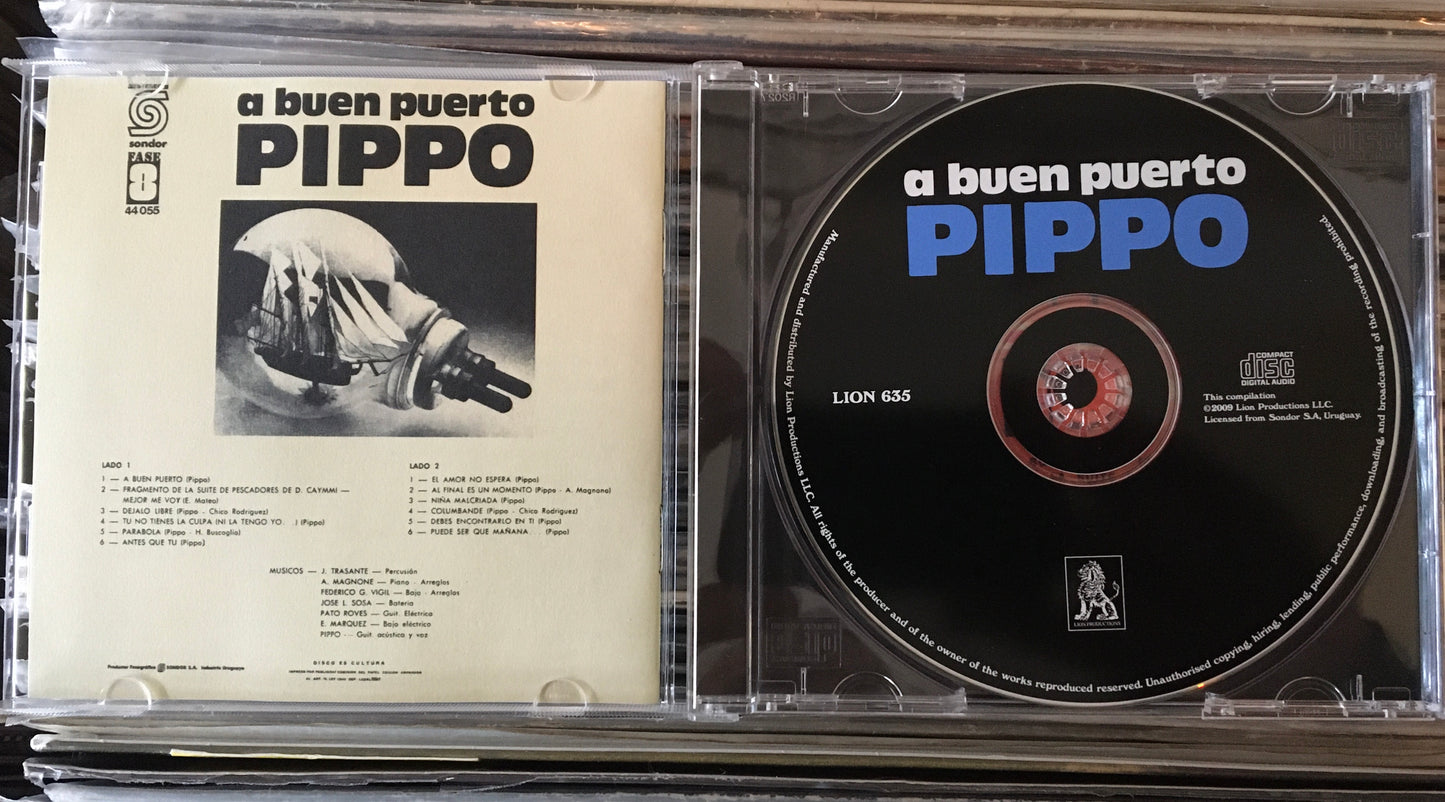 sondor
FASE
8
44 055
a buen puerto
PIPPO
LADO 1
1 — A BUEN PUERTO (Pippo)
2 — FRAGMENTO DE LA SUITE DE PESCADORES DE D. CAYMMI —
MEJOR ME VOY (E. Mateo)
3 — DEJALO LIBRE (Pippo - Chico Rodriguez)
4 — TU NO TIENES LA CULPA (NI LA TENGO YO. . .) (Pippo)
5 — PARABOLA (Pippo - H. Buscaglia)
6 — ANTES QUE TU (Pippo)
LADO 2
1 — EL AMOR NO ESPERA (Pippo)
2 — AL FINAL ES UN MOMENTO (Pippo - A. Magnone)
3 — NIÑA MALCRIADA (Pippo)
4 — COLUMBANDE (Pippo - Chico Rodriguez)
5 — DEBES ENCONTRARLO EN TI (Pippo)
6 — PUEDE SER QUE MAÑANA. . . (Pippo)
MUSICOS — J. TRASANTE — Percusión
A. MAGNONE — Piano - Arreglos
FEDERICO G. VIGIL — Bajo - Arreglos
JOSE L. SOSA — Bateria
PATO ROVES — Guit. Eléctrica
E. MARQUEZ — Bajo eléctrico
PIPPO — Guit. acústica y voz
DISCO ES CULTURA
Productor Fonográfico SONDOR S.A. Industria Uruguaya
a buen puerto
PIPPO
LION 635
COMPACT
disc
DIGITAL AUDIO
This compilation
©2009 Lion Productions LLC.
Licensed from Sondor S.A, Uruguay.
LION PRODUCTIONS
Manufactured and distributed by Lion Productions LLC. All rights of the producer and of the owner of the works reproduced reserved. Unauthorised copying, hiring, lending, public performance, downloading, and broadcasting of the recording prohibited.